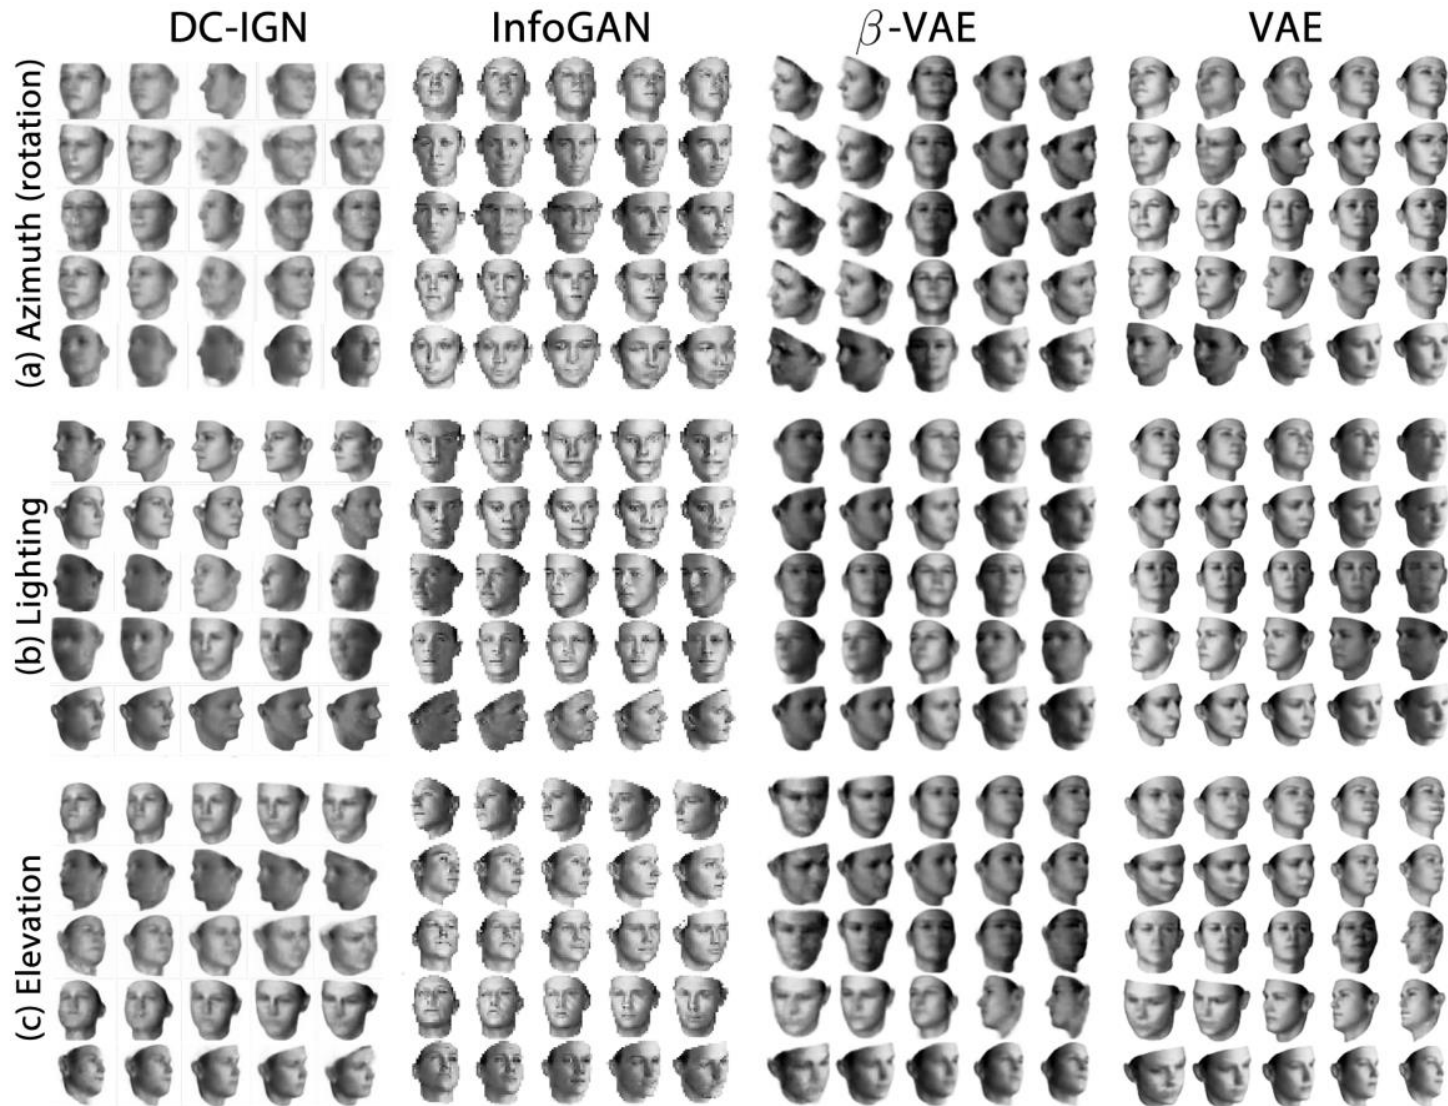 DC-IGN
InfoGAN
β-VAE
VAE
(a) Azimuth (rotation)
(b) Lighting
(c) Elevation